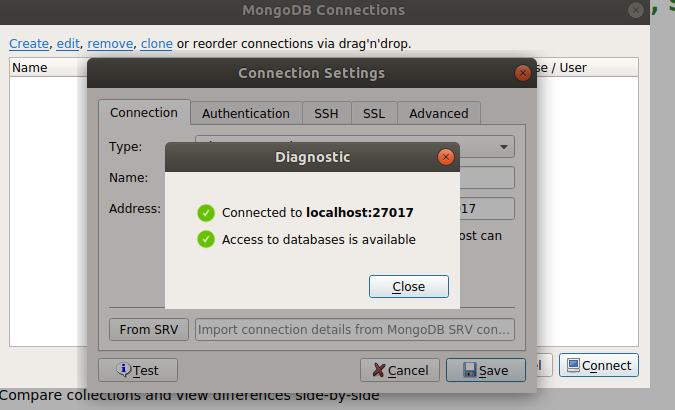 MongoDB Connections
Create, edit, remove, clone or reorder connections via drag'n'drop.
Name
se / User
Connection Settings
Connection Authentication SSH SSL Advanced
Type:
Diagnostic
Name:
Connected to localhost:27017
Address:
17
Access to databases is available
ost can
Close
From SRV Import connection details from MongoDB SRV con...
Test Cancel Save Connect
Compare collections and view differences side-by-side